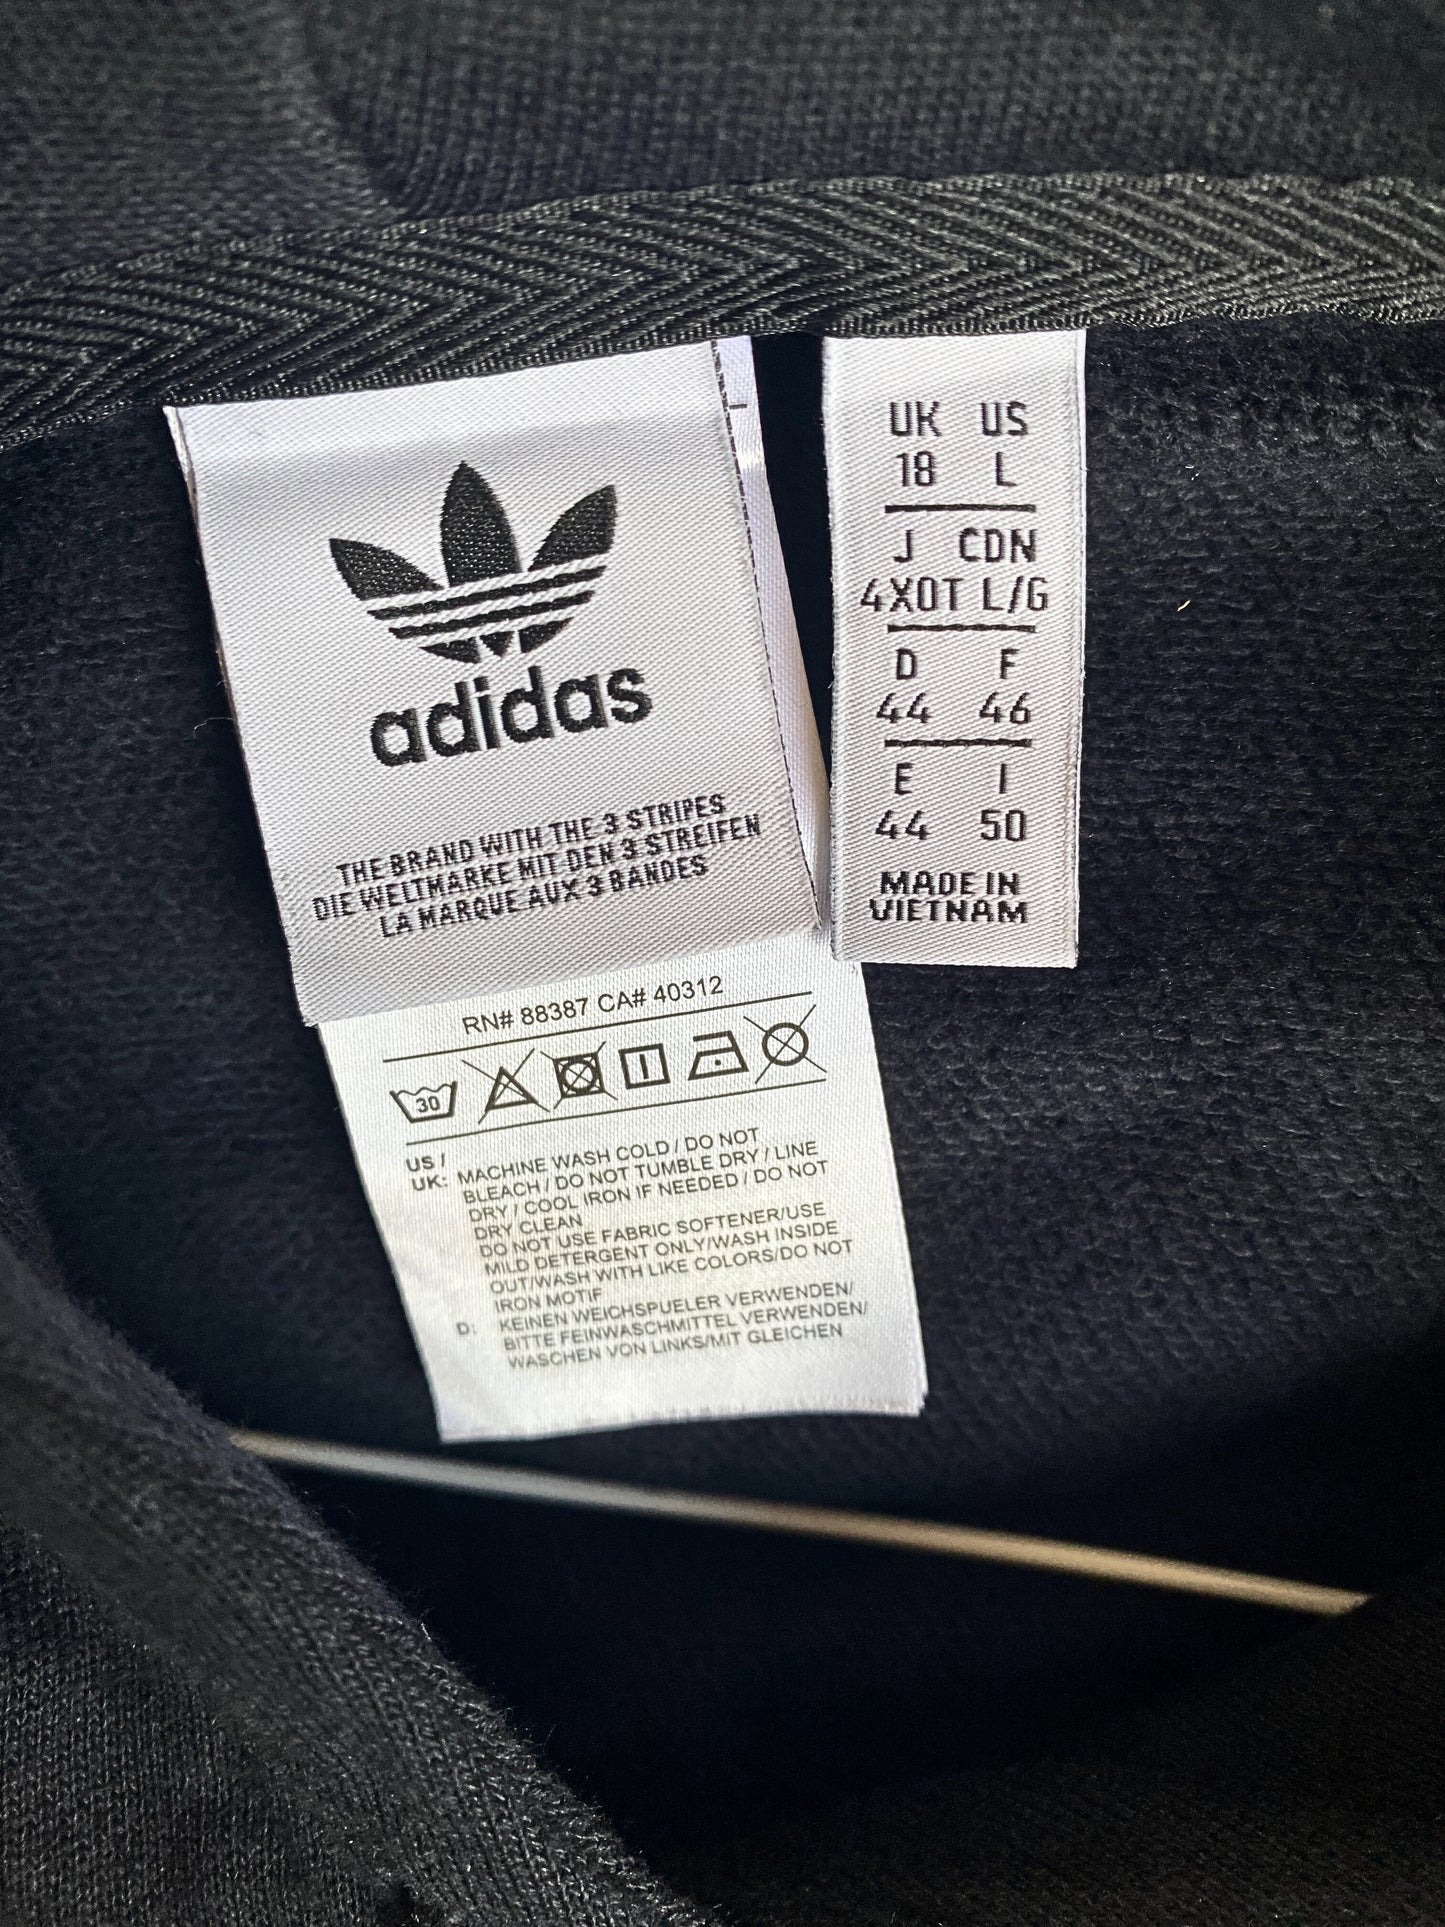 adidas
THE BRAND WITH THE 3 STRIPES
DIE WELTMARKE MIT DEN 3 STREIFEN
LA MARQUE AUX 3 BANDES
UK US
18 L
J CDN
4XOT L/G
D F
44 46
E I
44 50
MADE IN
VIETNAM
RN# 88387 CA# 40312
30
US /
UK: MACHINE WASH COLD / DO NOT
BLEACH / DO NOT TUMBLE DRY / LINE
DRY / COOL IRON IF NEEDED / DO NOT
DRY CLEAN
DO NOT USE FABRIC SOFTENER/USE
MILD DETERGENT ONLY/WASH INSIDE
OUT/WASH WITH LIKE COLORS/DO NOT
IRON MOTIF
D: KEINEN WEICHSPUELER VERWENDEN/
BITTE FEINWASCHMITTEL VERWENDEN/
WASCHEN VON LINKS/MIT GLEICHEN